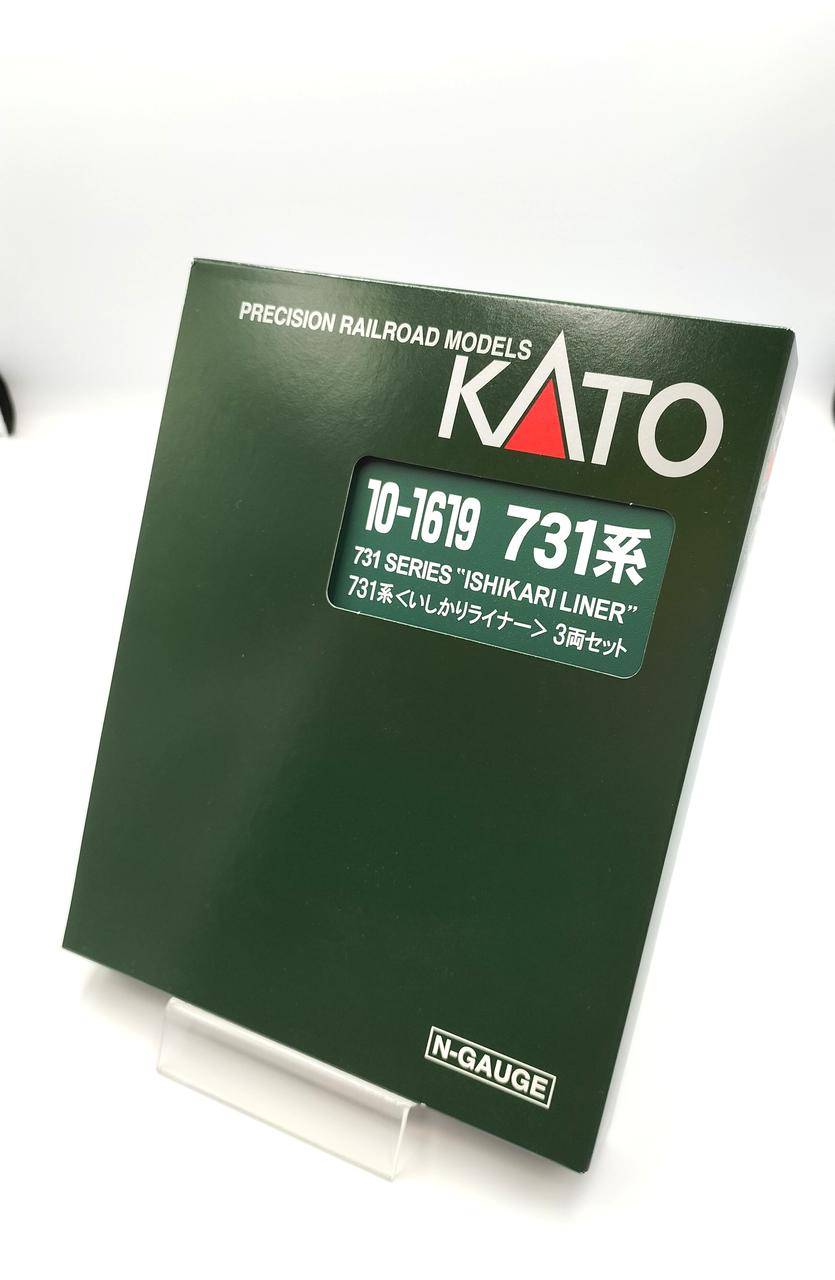 PRECISION RAILROAD MODELS
KATO
10-1619 731系
731 SERIES “ISHIKARI LINER”
731系<いしかりライナー> 3両セット
N-GAUGE